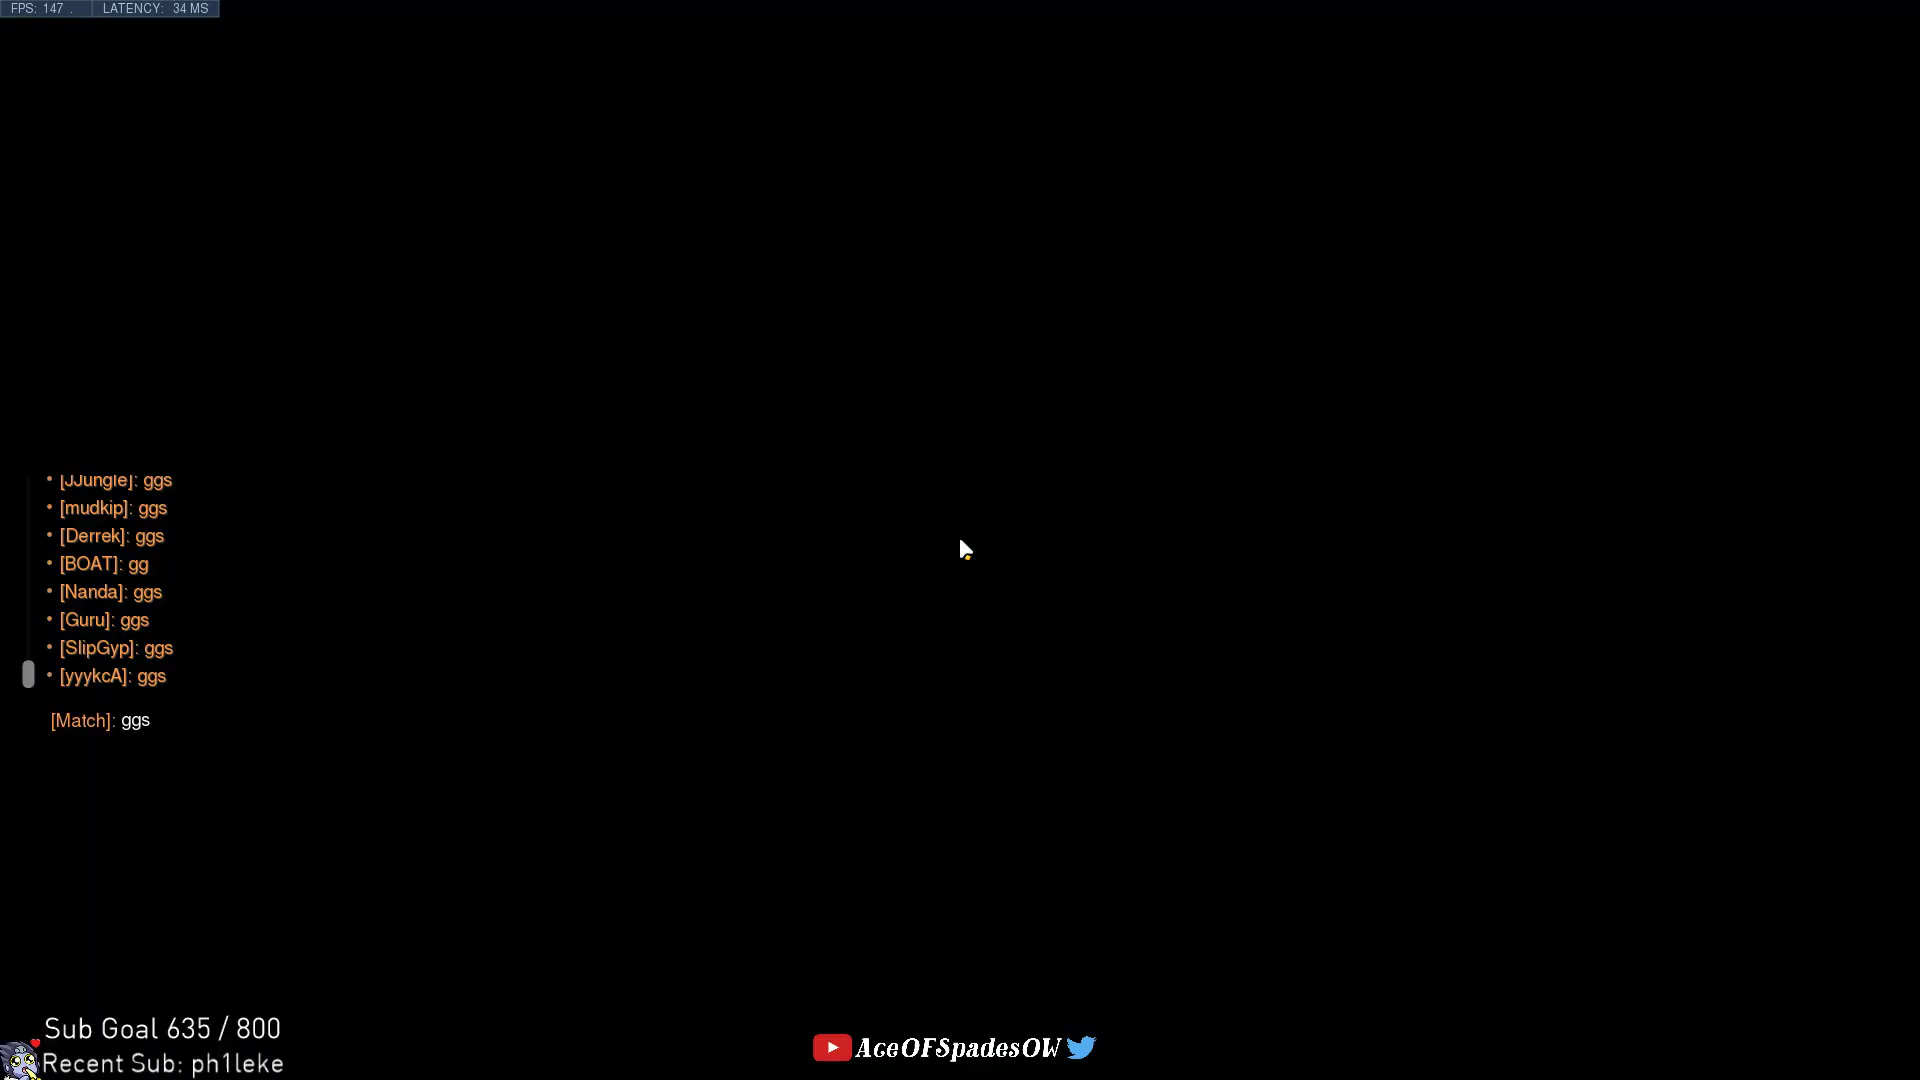 FPS: 147 . LATENCY: 34 MS
• [JJungle]: ggs
• [mudkip]: ggs
• [Derrek]: ggs
• [BOAT]: gg
• [Nanda]: ggs
• [Guru]: ggs
• [SlipGyp]: ggs
• [yyykcA]: ggs
[Match]: ggs
Sub Goal 635 / 800
Recent Sub: ph1leke
AceOFSpadesOW